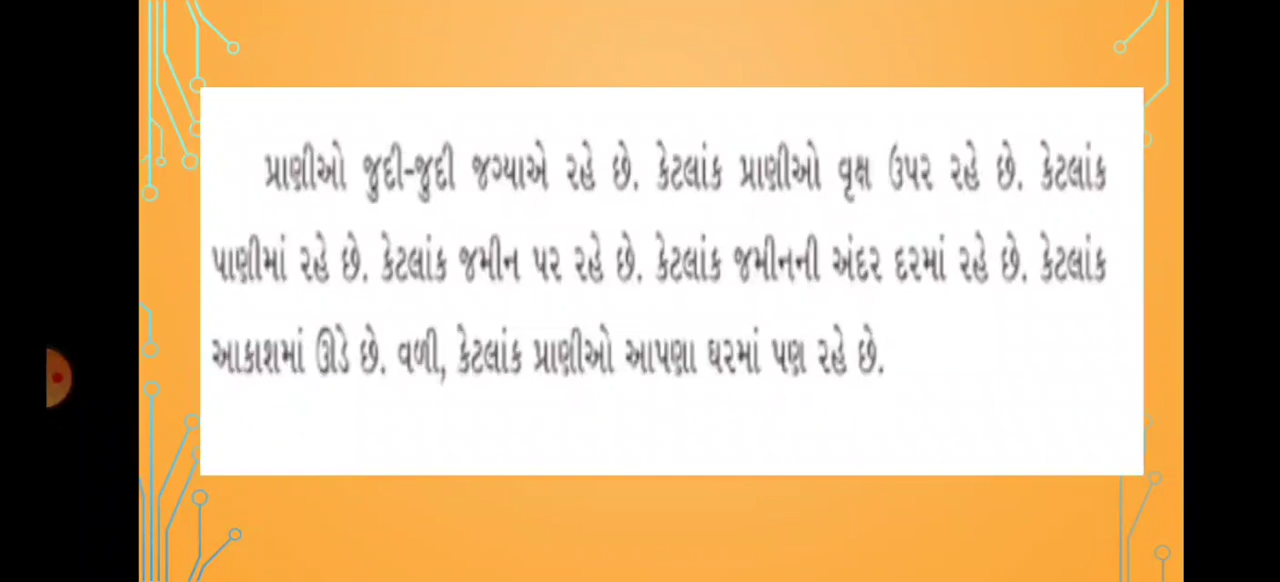 પ્રાણીઓ જુદી-જુદી જગ્યાએ રહે છે. કેટલાંક પ્રાણીઓ વૃક્ષ ઉપર રહે છે. કેટલાંક
પાણીમાં રહે છે. કેટલાંક જમીન પર રહે છે. કેટલાંક જમીનની અંદર દરમાં રહે છે. કેટલાંક
આકાશમાં ઊડે છે. વળી, કેટલાંક પ્રાણીઓ આપણા ઘરમાં પણ રહે છે.